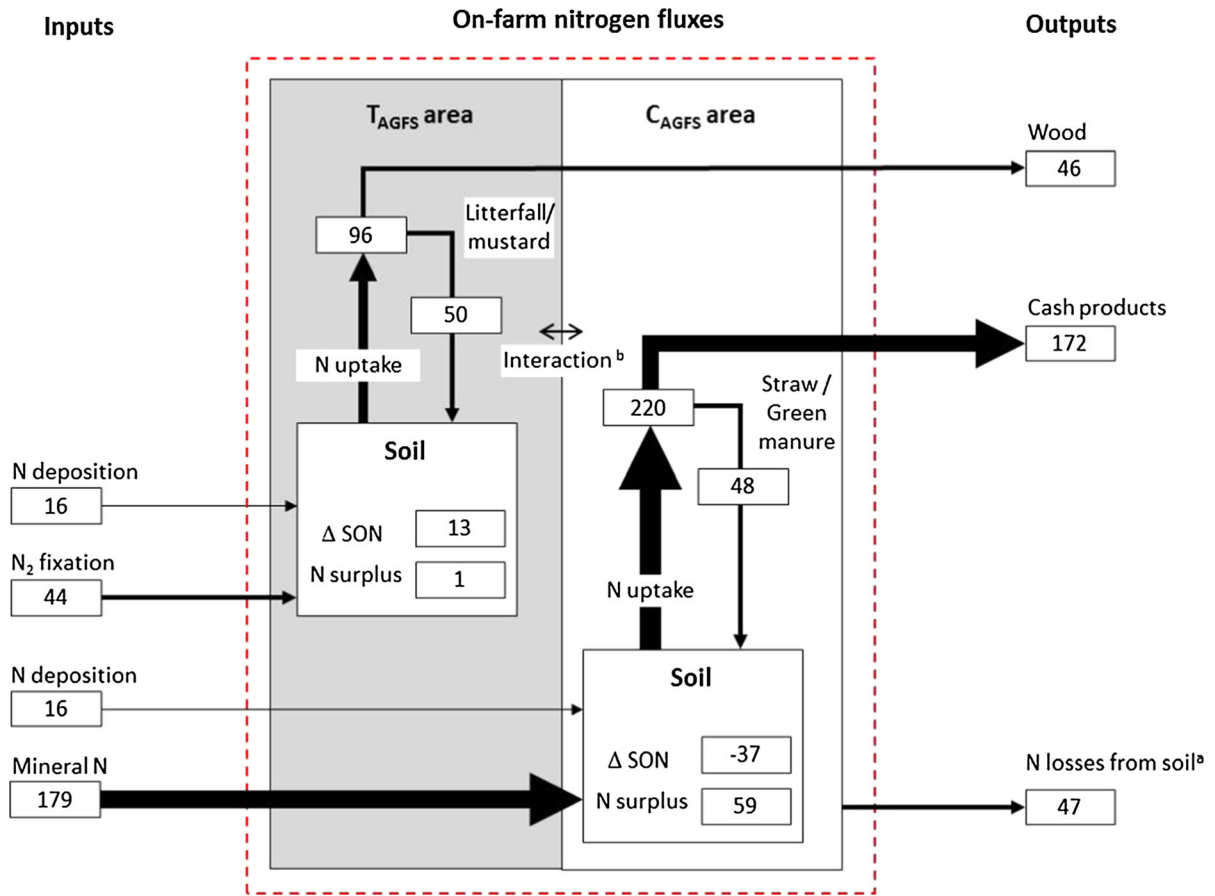 Inputs
On-farm nitrogen fluxes
Outputs
T_AGFS area
C_AGFS area
Wood
46
96
Litterfall/
mustard
50
Cash products
172
N uptake
Interaction ᵇ
Straw /
Green
manure
220
48
Soil
N deposition
16
Δ SON
13
N₂ fixation
44
N surplus
1
N uptake
N deposition
16
Soil
Δ SON
-37
Mineral N
179
N surplus
59
N losses from soilᵃ
47